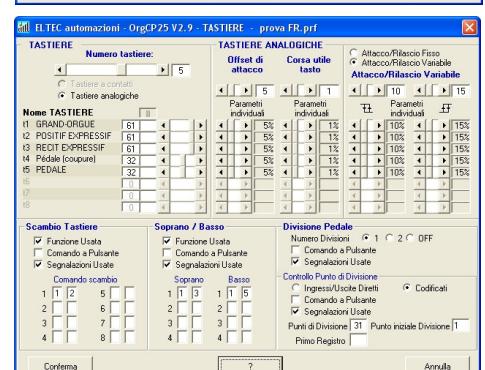 ELTEC automazioni - OrgCP25 V2.9 - TASTIERE - prova FR.prf
TASTIERE
Numero tastiere:
5
Tastiere a contatti
Tastiere analogiche
Nome TASTIERE
t1 GRAND-ORGUE 61
t2 POSITIF EXPRESSIF 61
t3 RECIT EXPRESSIF 61
t4 Pédale (coupure) 32
t5 PEDALE 32
t6 0
t7 0
t8 0
TASTIERE ANALOGICHE
Offset di attacco
Corsa utile tasto
5 1
Parametri individuali Parametri individuali
5% 1%
5% 1%
5% 1%
5% 1%
5% 1%
Attacco/Rilascio Fisso
Attacco/Rilascio Variabile
Attacco/Rilascio Variabile
10 15
Parametri individuali
10% 15%
10% 15%
10% 15%
10% 15%
10% 15%
Scambio Tastiere
Funzione Usata
Comando a Pulsante
Segnalazioni Usate
Comando scambio
1 1 2 5
2 6
3 7
4 8
Soprano / Basso
Funzione Usata
Comando a Pulsante
Segnalazioni Usate
Soprano Basso
1 1 3 1 1 5
2 2
3 3
4 4
Divisione Pedale
Numero Divisioni 1 2 OFF
Comando a Pulsante
Segnalazioni Usate
Controllo Punto di Divisione
Ingressi/Uscite Diretti Codificati
Comando a Pulsante
Segnalazioni Usate
Punti di Divisione 31 Punto iniziale Divisione 1
Primo Registro
Conferma ? Annulla